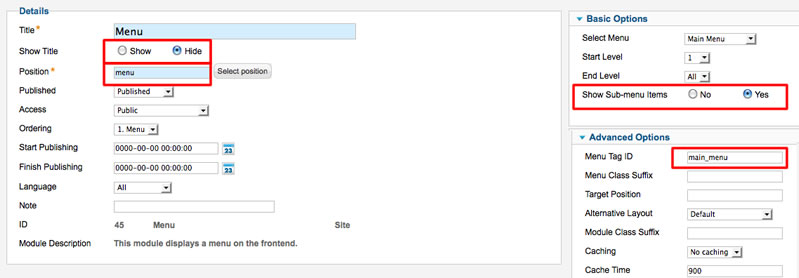 Details
Title* Menu
Show Title Show Hide
Position* menu Select position
Published Published
Access Public
Ordering 1. Menu
Start Publishing 0000-00-00 00:00:00 23
Finish Publishing 0000-00-00 00:00:00 23
Language All
Note
ID 45 Menu Site
Module Description This module displays a menu on the frontend.
Basic Options
Select Menu Main Menu
Start Level 1
End Level All
Show Sub-menu Items No Yes
Advanced Options
Menu Tag ID main_menu
Menu Class Suffix
Target Position
Alternative Layout Default
Module Class Suffix
Caching No caching
Cache Time 900